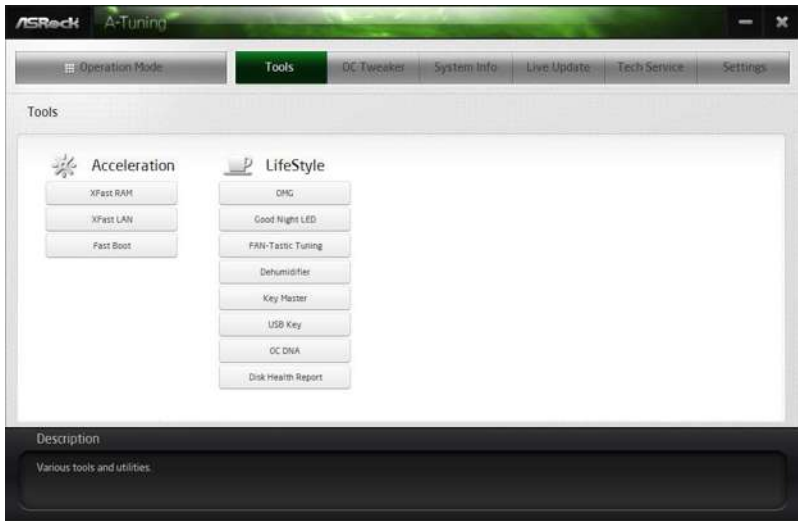 ASRock A-Tuning
Operation Mode Tools OC Tweaker System Info Live Update Tech Service Settings
Tools
Acceleration
XFast RAM
XFast LAN
Fast Boot
LifeStyle
OMG
Good Night LED
FAN-Tastic Tuning
Dehumidifier
Key Master
USB Key
OC DNA
Disk Health Report
Description
Various tools and utilities.